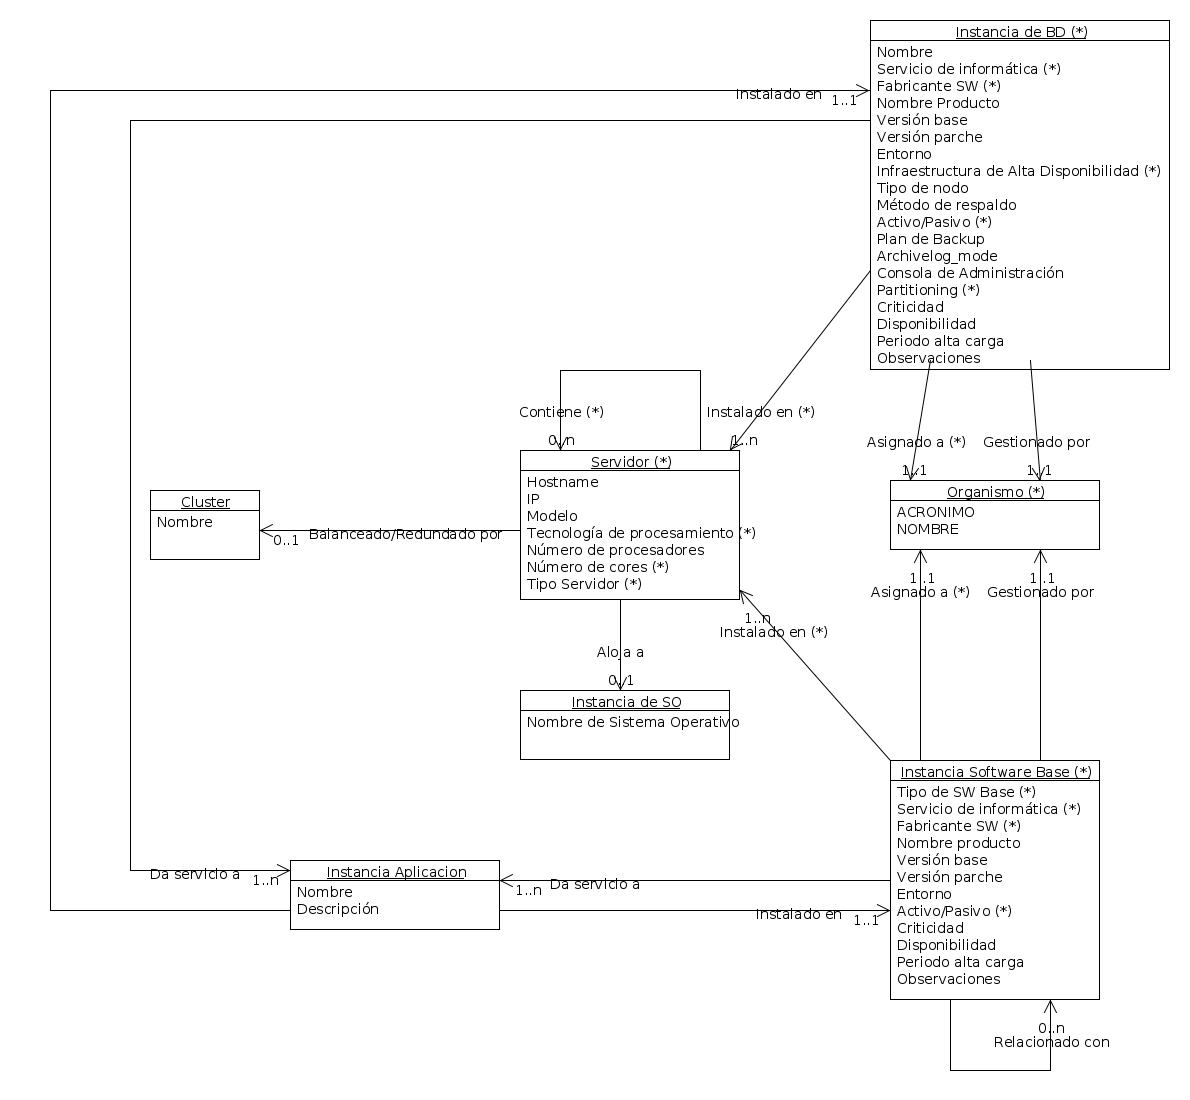 Instancia de BD (*)
Nombre
Servicio de informática (*)
Fabricante SW (*)
Nombre Producto
Versión base
Versión parche
Entorno
Infraestructura de Alta Disponibilidad (*)
Tipo de nodo
Método de respaldo
Activo/Pasivo (*)
Plan de Backup
Archivelog_mode
Consola de Administración
Partitioning (*)
Criticidad
Disponibilidad
Periodo alta carga
Observaciones
Instalado en
1..1
Contiene (*)
0..n
Instalado en (*)
1..n
Asignado a (*)
1..1
Gestionado por
1..1
Servidor (*)
Hostname
IP
Modelo
Tecnología de procesamiento (*)
Número de procesadores
Número de cores (*)
Tipo Servidor (*)
Cluster
Nombre
0..1
Balanceado/Redundado por
Organismo (*)
ACRONIMO
NOMBRE
1..1
Asignado a (*)
1..1
Gestionado por
1..n
Instalado en (*)
Aloja a
0..1
Instancia de SO
Nombre de Sistema Operativo
Instancia Software Base (*)
Tipo de SW Base (*)
Servicio de informática (*)
Fabricante SW (*)
Nombre producto
Versión base
Versión parche
Entorno
Activo/Pasivo (*)
Criticidad
Disponibilidad
Periodo alta carga
Observaciones
Da servicio a
1..n
Instancia Aplicacion
Nombre
Descripción
1..n
Da servicio a
Instalado en
1..1
0..n
Relacionado con